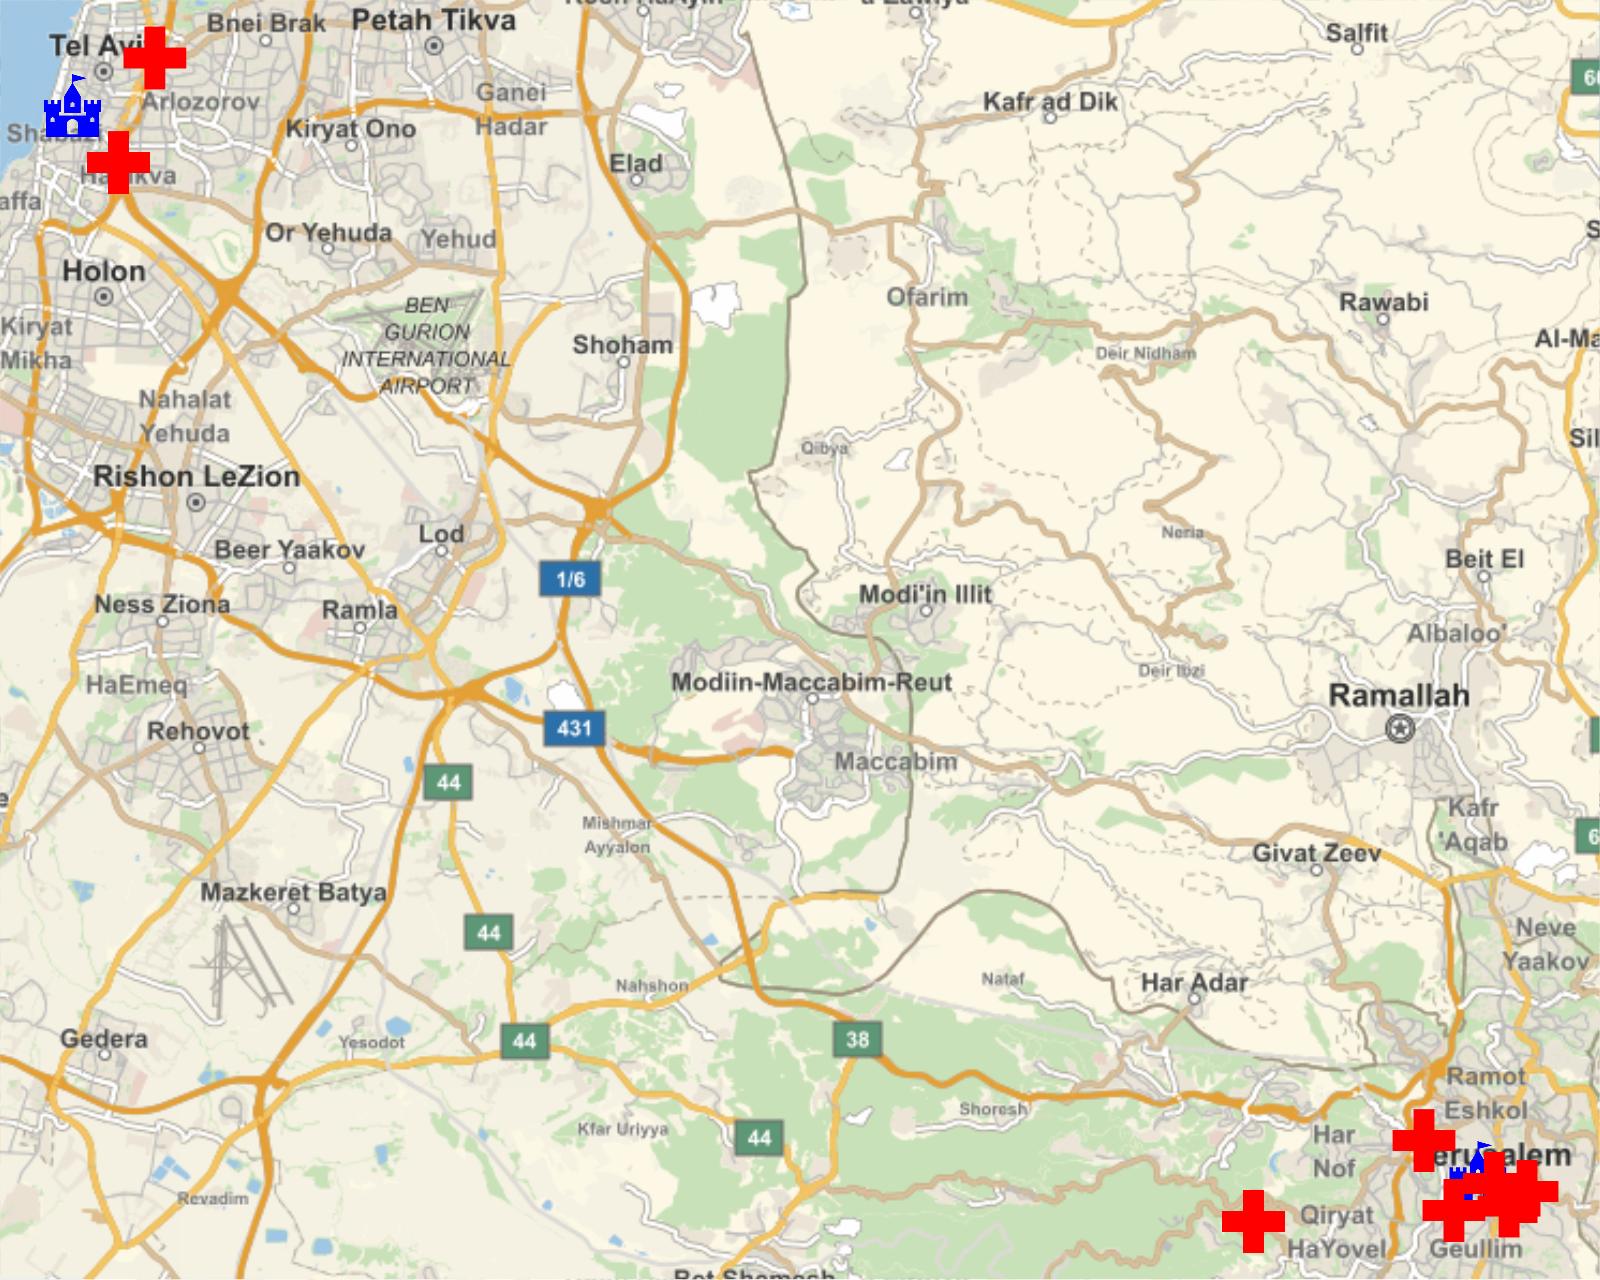 Bnei Brak
Petah Tikva
Salfit
Tel Avi
Arlozorov
Ganei
Hadar
Kafr ad Dik
Kiryat Ono
Elad
affa
Or Yehuda
Yehud
Holon
BEN
GURION
INTERNATIONAL
AIRPORT
Ofarim
Rawabi
Kiryat
Mikha
Shoham
Deir Nidham
Al-Ma
Nahalat
Yehuda
Qibya
Sil
Rishon LeZion
Lod
Neria
Beer Yaakov
Beit El
1/6
Ness Ziona
Ramla
Modi'in Illit
Albaloo'
HaEmeq
Modiin-Maccabim-Reut
Deir Ibzi
Ramallah
Rehovot
431
Maccabim
44
Mishmar
Ayyalon
Kafr
'Aqab
Givat Zeev
Mazkeret Batya
44
Neve
Yaakov
Nahshon
Nataf
Har Adar
Gedera
Yesodot
44
38
Ramot
Eshkol
Shoresh
Kfar Uriyya
44
Har
Nof
erusalem
Revadim
Qiryat
HaYovel
Geullim
Bet Shemesh